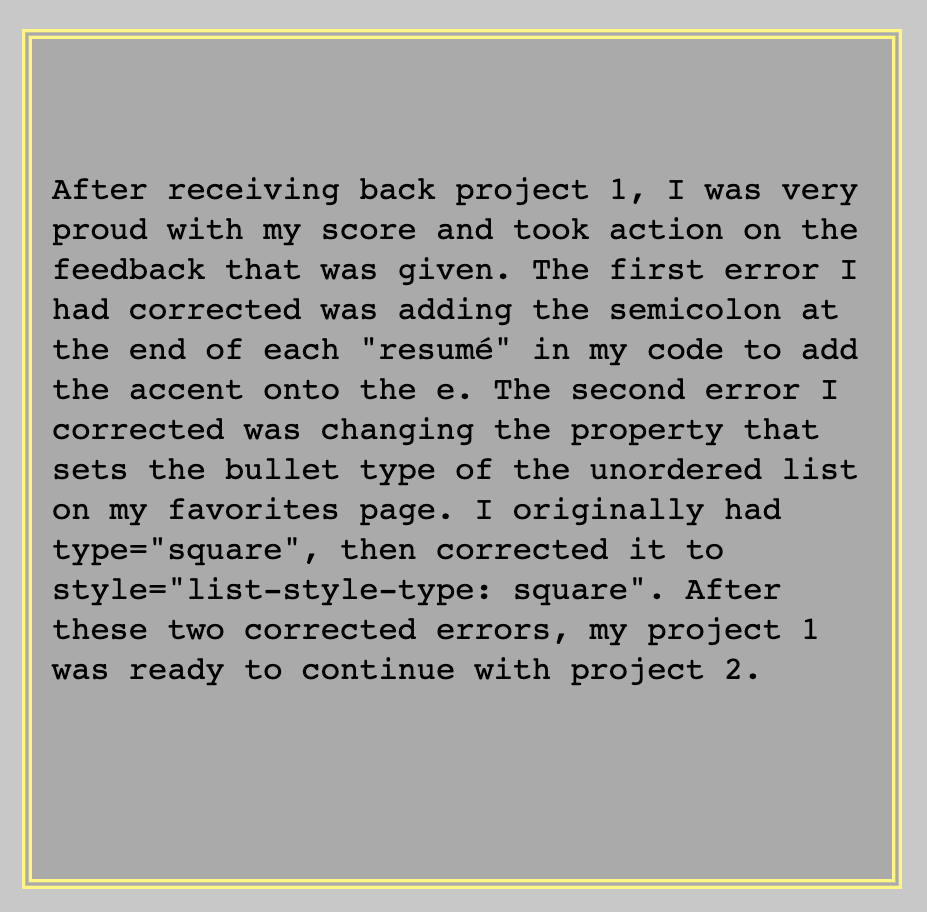 After receiving back project 1, I was very
proud with my score and took action on the
feedback that was given. The first error I
had corrected was adding the semicolon at
the end of each "resumé" in my code to add
the accent onto the e. The second error I
corrected was changing the property that
sets the bullet type of the unordered list
on my favorites page. I originally had
type="square", then corrected it to
style="list-style-type: square". After
these two corrected errors, my project 1
was ready to continue with project 2.